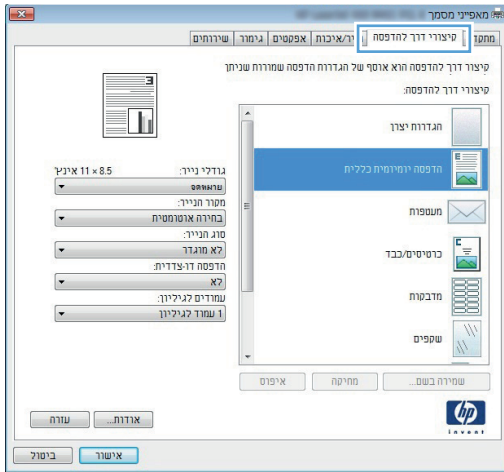 מאפייני מסמך
מתקדם
קיצורי דרך להדפסה
נייר/איכות
אפקטים
גימור
שירותים
קיצור דרך להדפסה הוא אוסף של הגדרות הדפסה שמורות שניתן
קיצורי דרך להדפסה:
הגדרות יצרן
הדפסה יומיומית כללית
מעטפות
כרטיסים/כבד
מדבקות
שקפים
שמירה בשם...
מחיקה
איפוס
גודלי נייר:
8.5 × 11 אינץ'
מקור הנייר:
בחירה אוטומטית
סוג הנייר:
לא מוגדר
הדפסה דו-צדדית:
לא
עמודים לגיליון:
1 עמוד לגיליון
אודות...
עזרה
hp
invent
אישור
ביטול